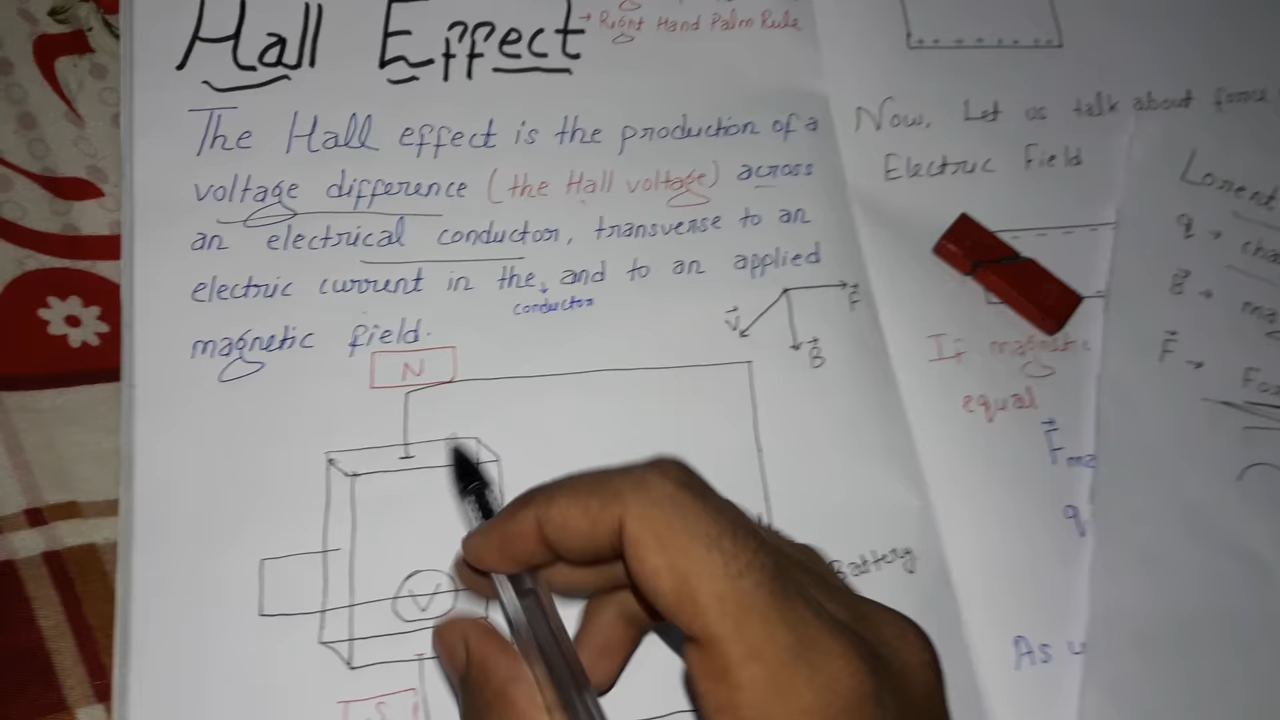 Hall Effect
→ Right Hand Palm Rule
The Hall effect is the production of a
voltage difference (the Hall voltage) across
an electrical conductor, transverse to an
electric current in the, and to an applied
conductor
magnetic field.
V
F
B
N
V
S
Battery
Now, Let us talk about force
Electric Field
If magnetic
equal
F
q
As
q →
B →
F →